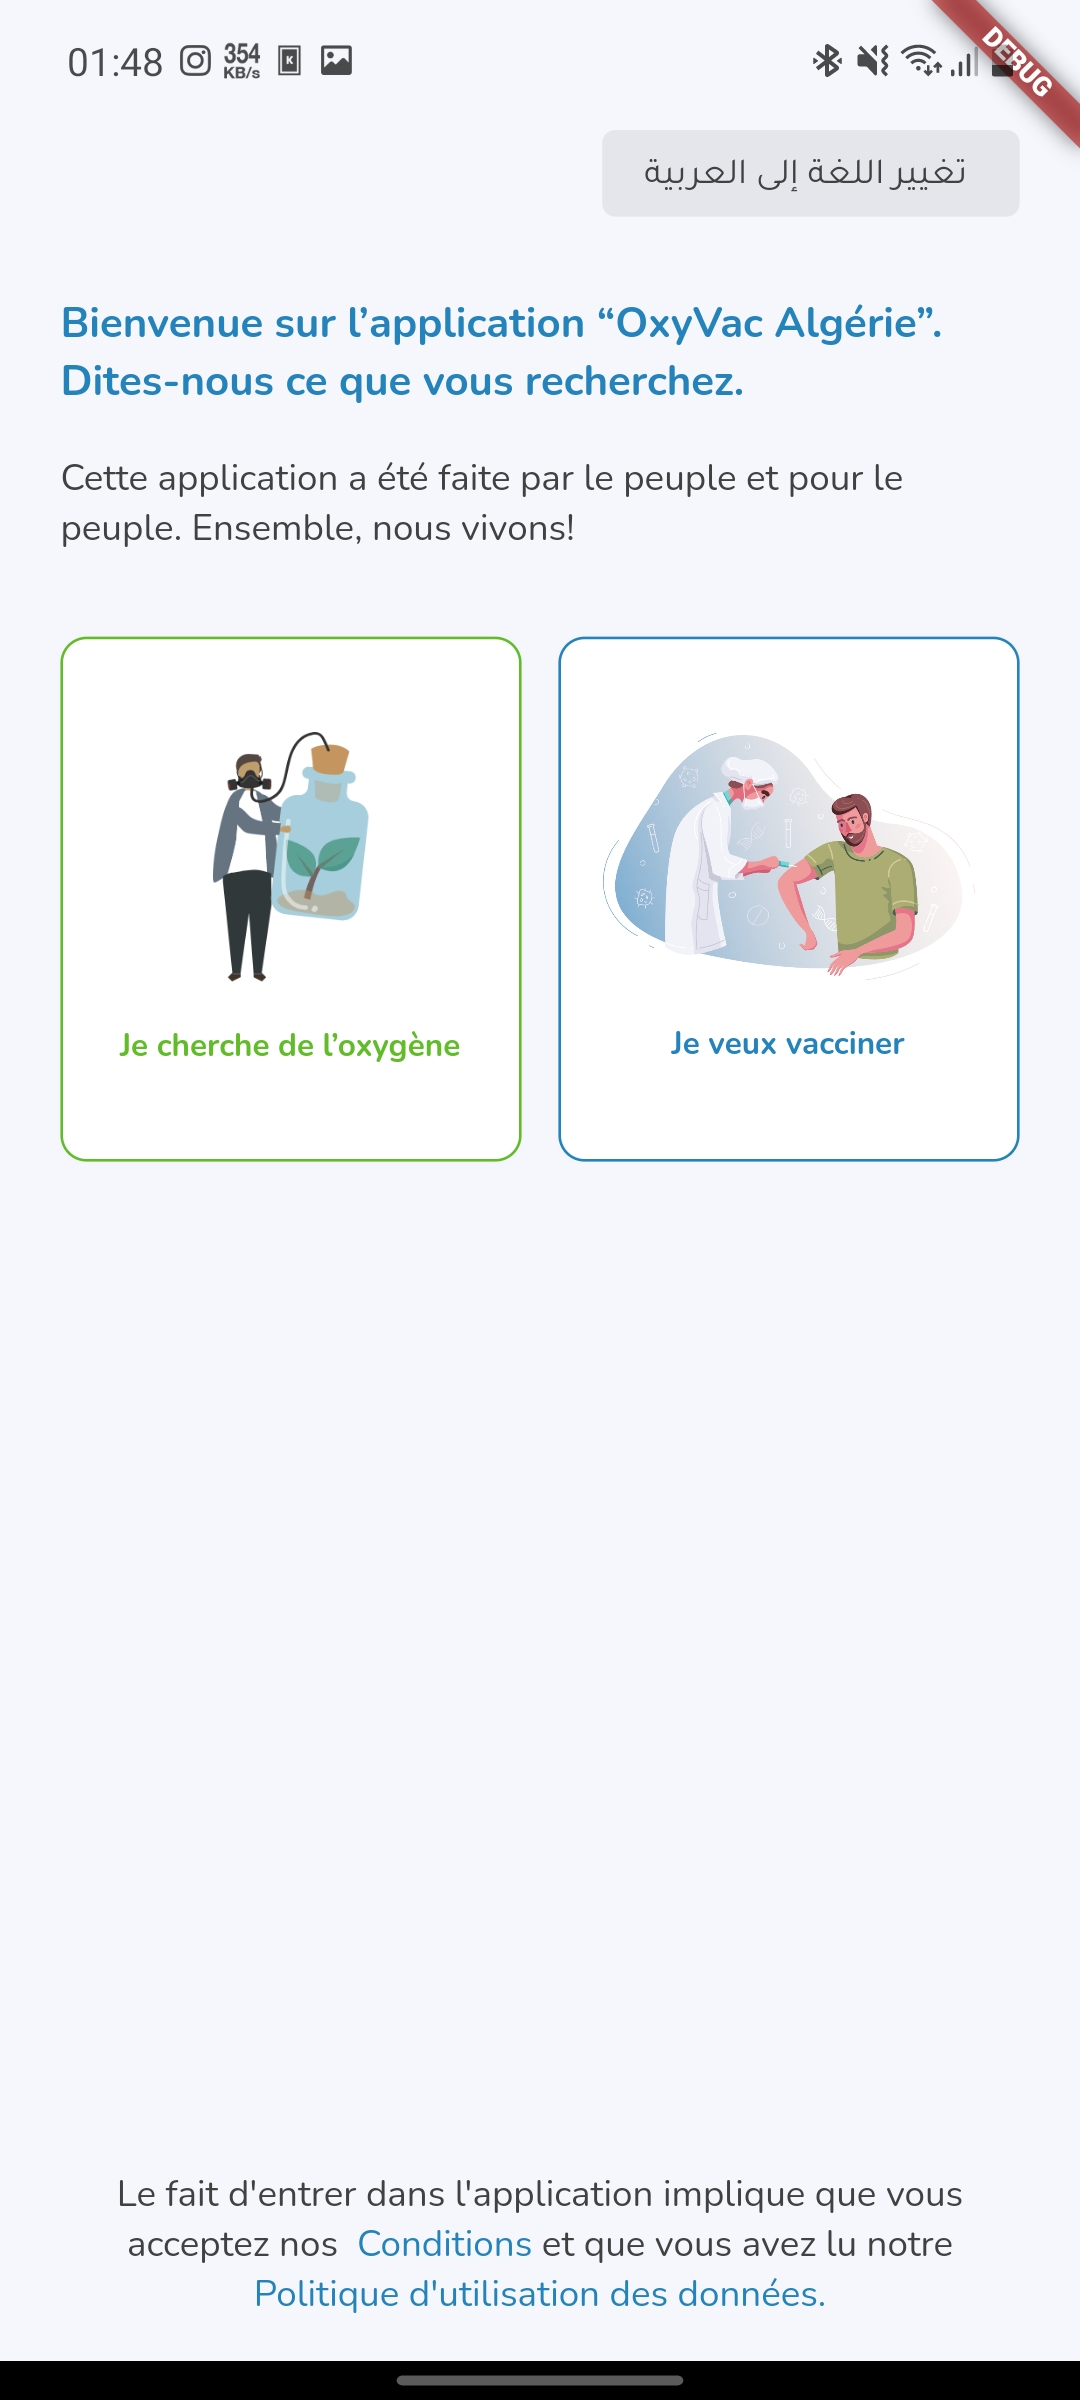 01:48 354 KB/s K
DEBUG
تغيير اللغة إلى العربية
Bienvenue sur l’application “OxyVac Algérie”.
Dites-nous ce que vous recherchez.
Cette application a été faite par le peuple et pour le
peuple. Ensemble, nous vivons!
Je cherche de l’oxygène
Je veux vacciner
Le fait d'entrer dans l'application implique que vous
acceptez nos Conditions et que vous avez lu notre
Politique d'utilisation des données.